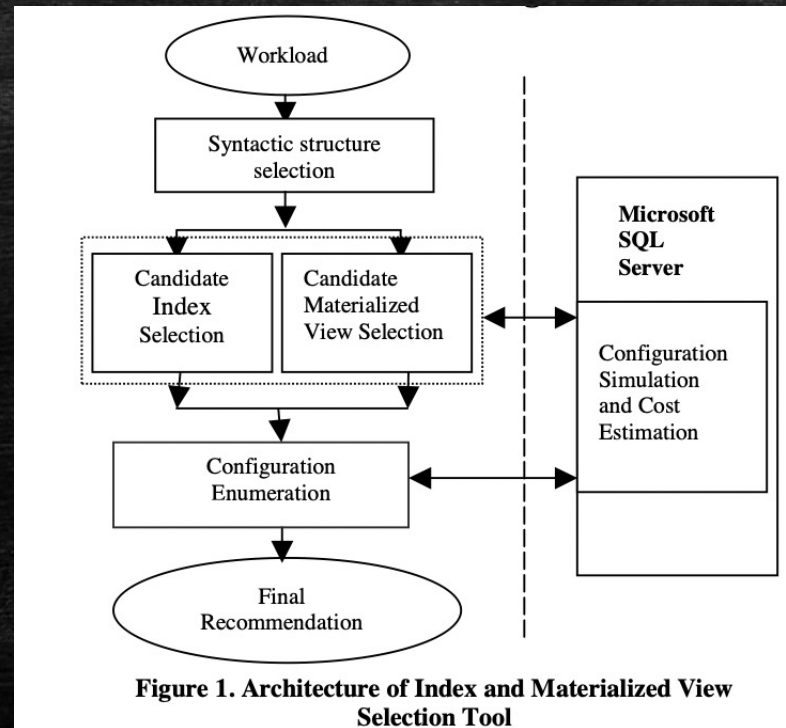 Workload
Syntactic structure
selection
Candidate
Index
Selection
Candidate
Materialized
View Selection
Configuration
Enumeration
Final
Recommendation
Microsoft
SQL
Server
Configuration
Simulation
and Cost
Estimation
Figure 1. Architecture of Index and Materialized View
Selection Tool